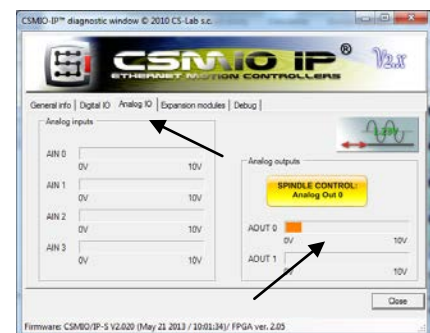 CSMIO-IP™ diagnostic window © 2010 CS-Lab s.c.
CSMIO IP® V2.X
ETHERNET MOTION CONTROLLERS
General info | Digital IO | Analog IO | Expansion modules | Debug
Analog inputs
AIN 0
0V 10V
AIN 1
0V 10V
AIN 2
0V 10V
AIN 3
0V 10V
Analog outputs
SPINDLE CONTROL:
Analog Out 0
AOUT 0
0V 10V
AOUT 1
10V
Close
Firmware: CSMIO/IP-S V2.020 (May 21 2013 / 10:01:34)/ FPGA ver. 2.05